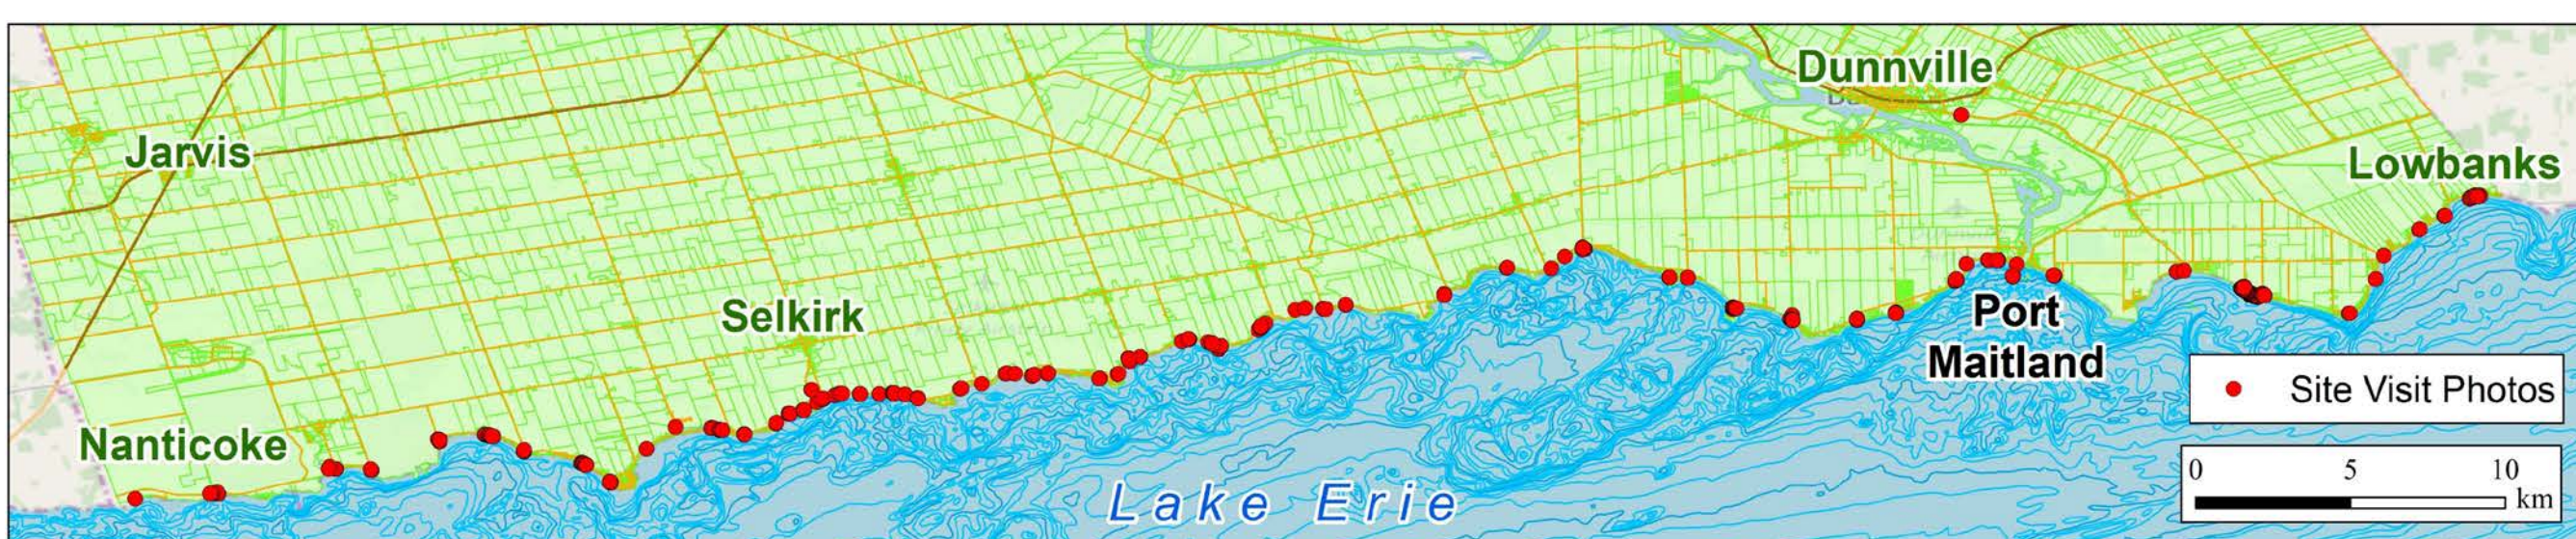 Dunnville
Jarvis
Lowbanks
Selkirk
Port
Maitland
Nanticoke
Site Visit Photos
0 5 10
km
Lake Erie